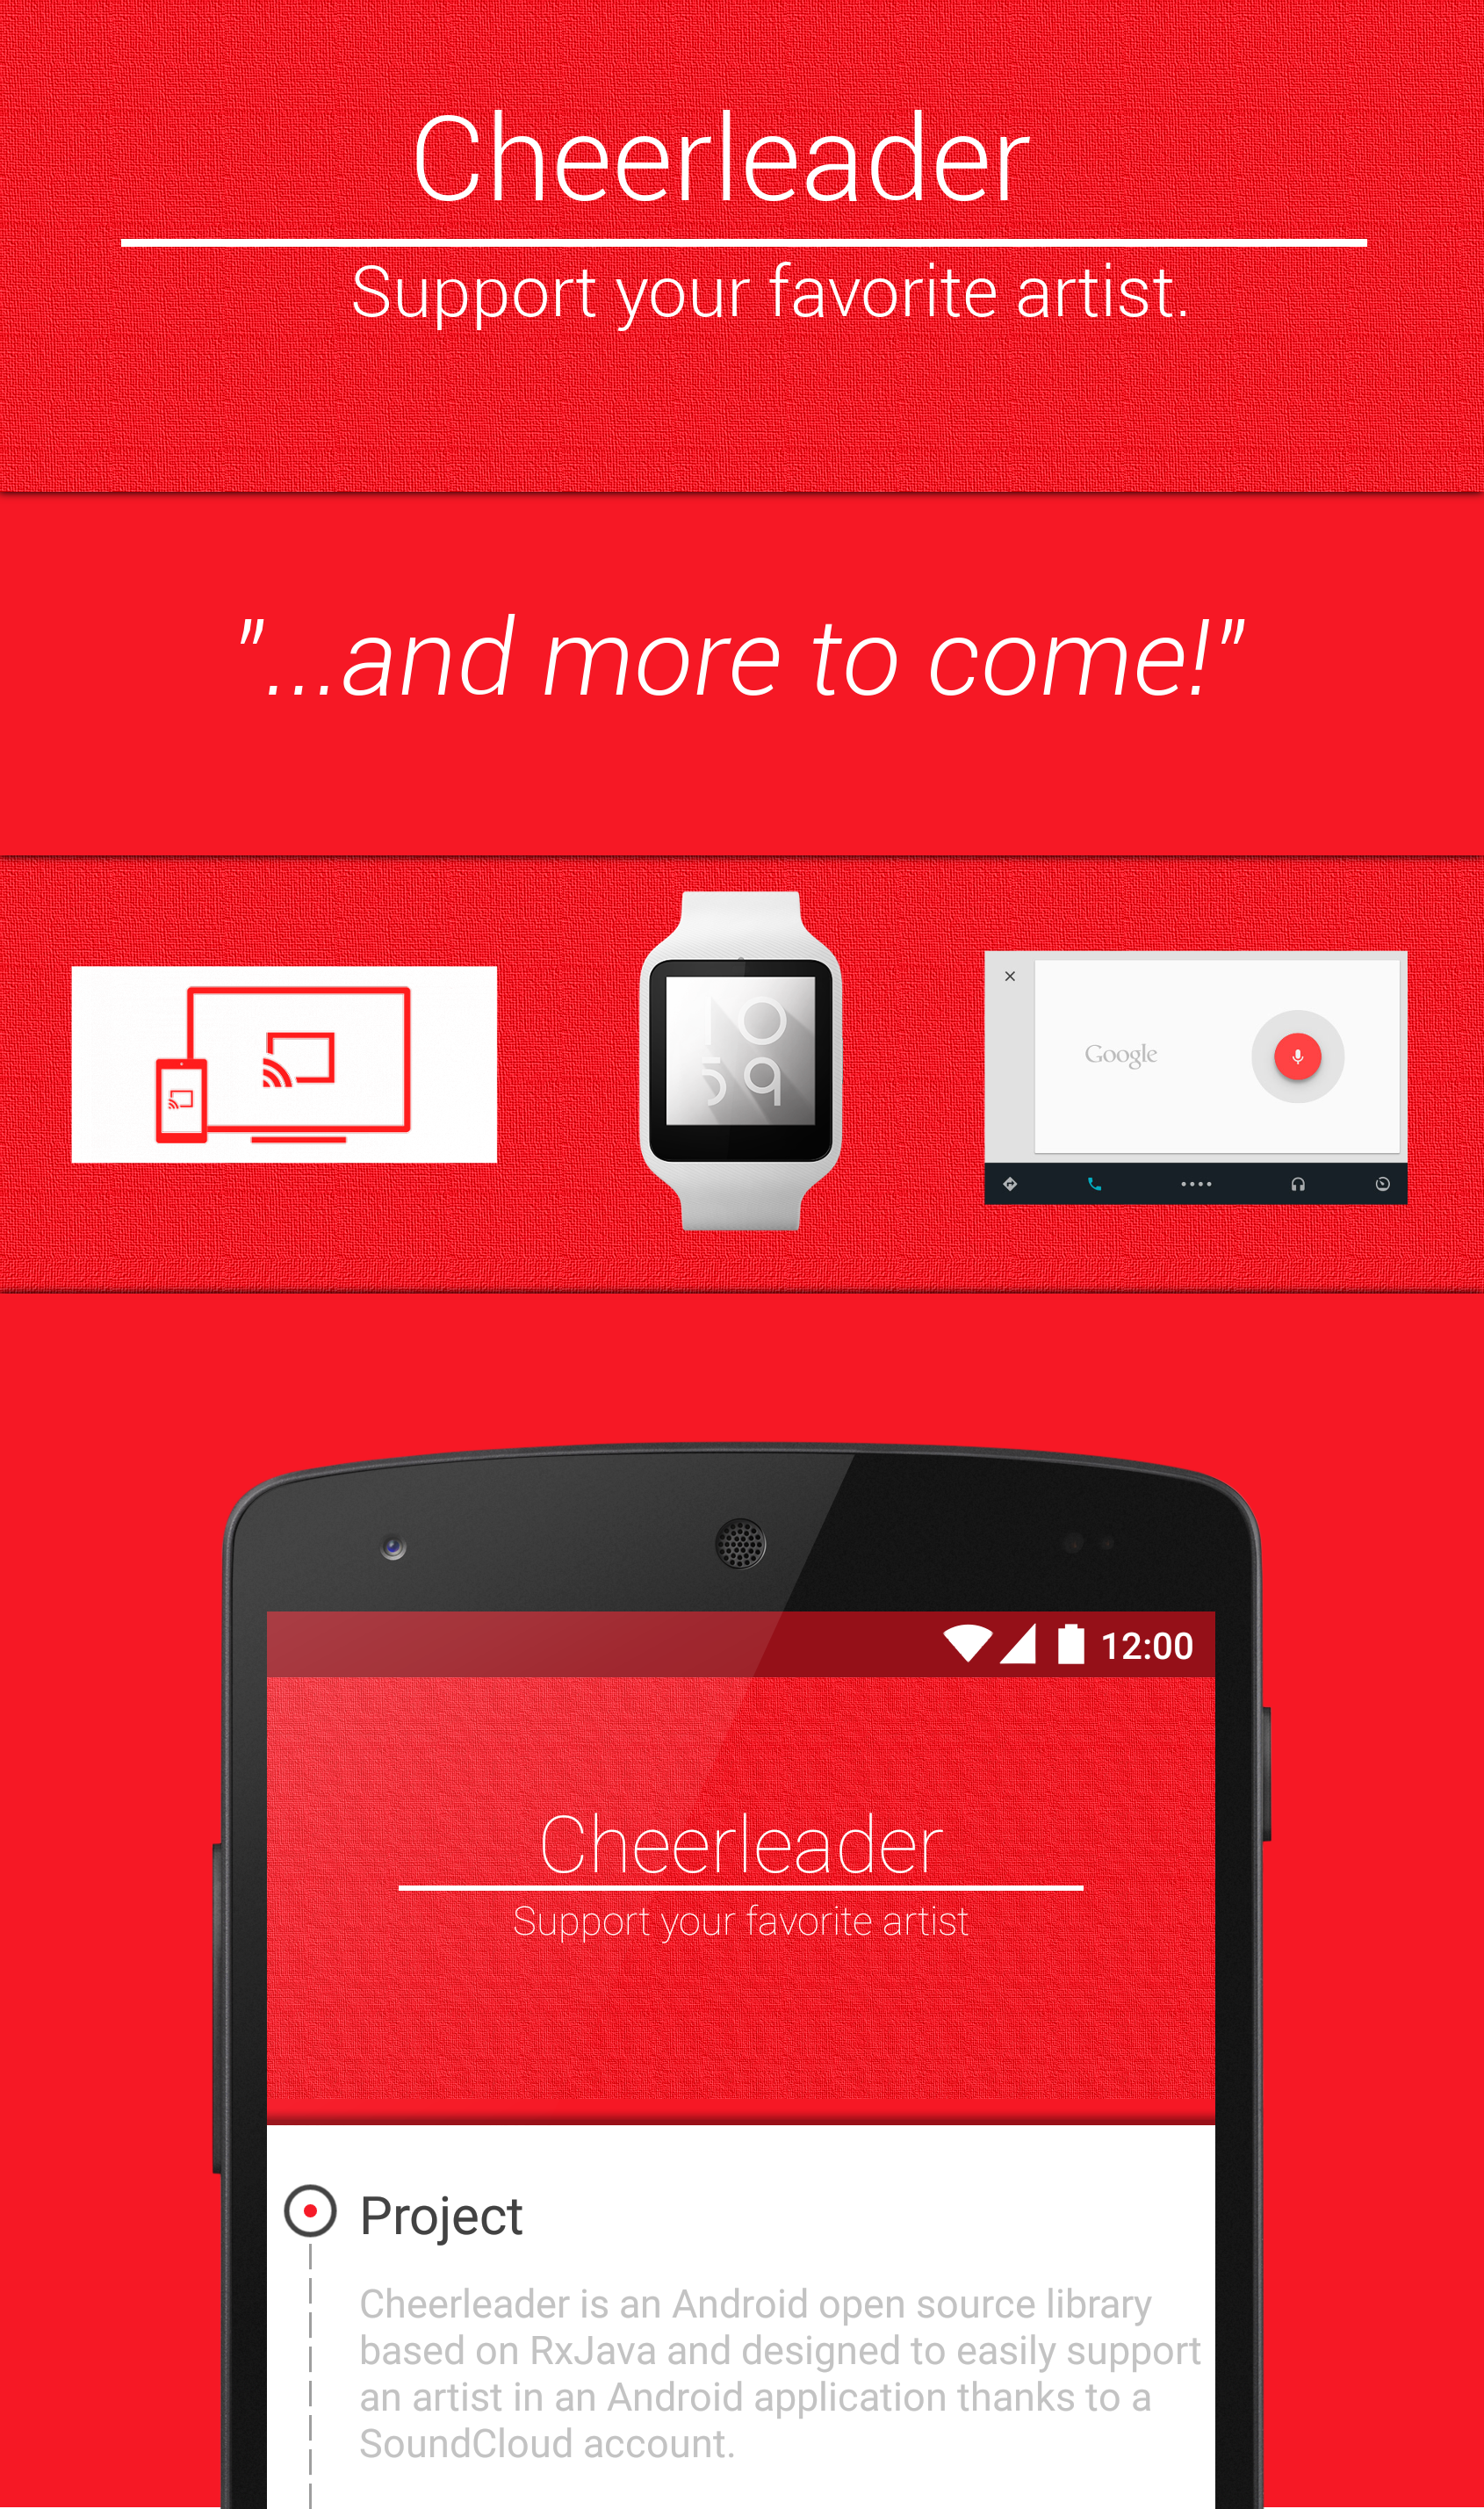 Cheerleader
Support your favorite artist.
"...and more to come!"
10
59
Google
12:00
Cheerleader
Support your favorite artist
Project
Cheerleader is an Android open source library
based on RxJava and designed to easily support
an artist in an Android application thanks to a
SoundCloud account.